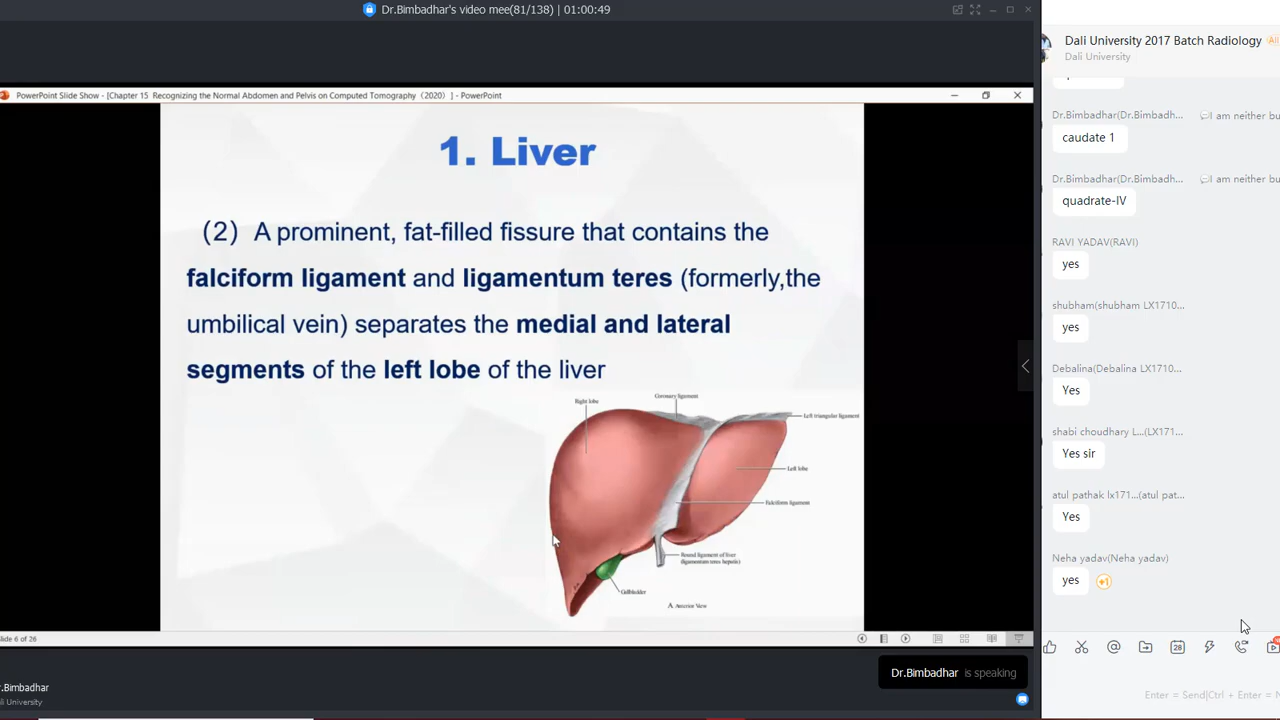 Dr.Bimbadhar's video mee(81/138) | 01:00:49
PowerPoint Slide Show - [Chapter 15 Recognizing the Normal Abdomen and Pelvis on Computed Tomography（2020）] - PowerPoint
1. Liver
（2） A prominent, fat-filled fissure that contains the
falciform ligament and ligamentum teres (formerly,the
umbilical vein) separates the medial and lateral
segments of the left lobe of the liver
Right lobe
Coronary ligament
Left triangular ligament
Left lobe
Falciform ligament
Round ligament of liver
(ligamentum teres hepatis)
Gallbladder
A. Anterior View
Slide 6 of 26
r.Bimbadhar
ali University
Dr.Bimbadhar is speaking
Dali University 2017 Batch Radiology
Dali University
Dr.Bimbadhar(Dr.Bimbadh... I am neither bu
caudate 1
Dr.Bimbadhar(Dr.Bimbadh... I am neither bu
quadrate-IV
RAVI YADAV(RAVI)
yes
shubham(shubham LX1710...
yes
Debalina(Debalina LX1710...
Yes
shabi choudhary L...(LX171...
Yes sir
atul pathak lx171...(atul pat...
Yes
Neha yadav(Neha yadav)
yes +1
28
Enter = Send|Ctrl + Enter = N